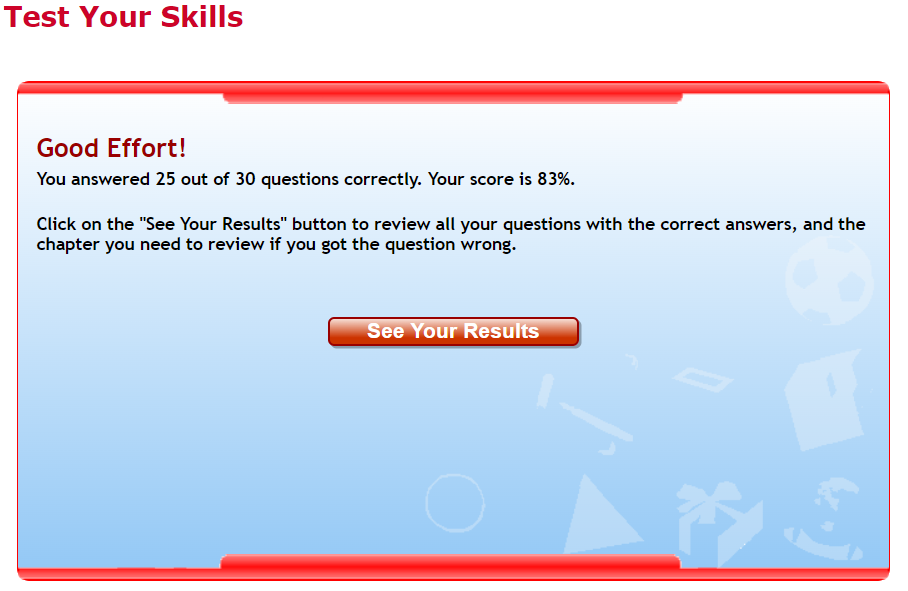 Test Your Skills
Good Effort!
You answered 25 out of 30 questions correctly. Your score is 83%.
Click on the "See Your Results" button to review all your questions with the correct answers, and the
chapter you need to review if you got the question wrong.
See Your Results